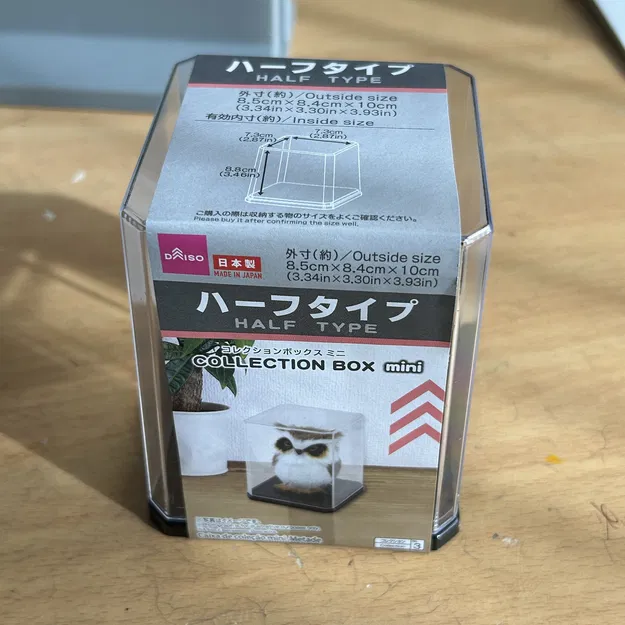 ハーフタイプ
HALF TYPE
外寸(約)/Outside size
8.5cm×8.4cm×10cm
(3.34in×3.30in×3.93in)
有効内寸(約)/Inside size
7.3cm
(2.87in)
7.3cm
(2.87in)
8.8cm
(3.46in)
ご購入の際は収納する物のサイズをよくご確認ください。
Please buy it after confirming the size well.
DAISO
日本製
MADE IN JAPAN
外寸(約)/Outside size
8.5cm×8.4cm×10cm
(3.34in×3.30in×3.93in)
ハーフタイプ
HALF TYPE
コレクションボックス ミニ
COLLECTION BOX mini
Caixa de coleção mini: Metade
3